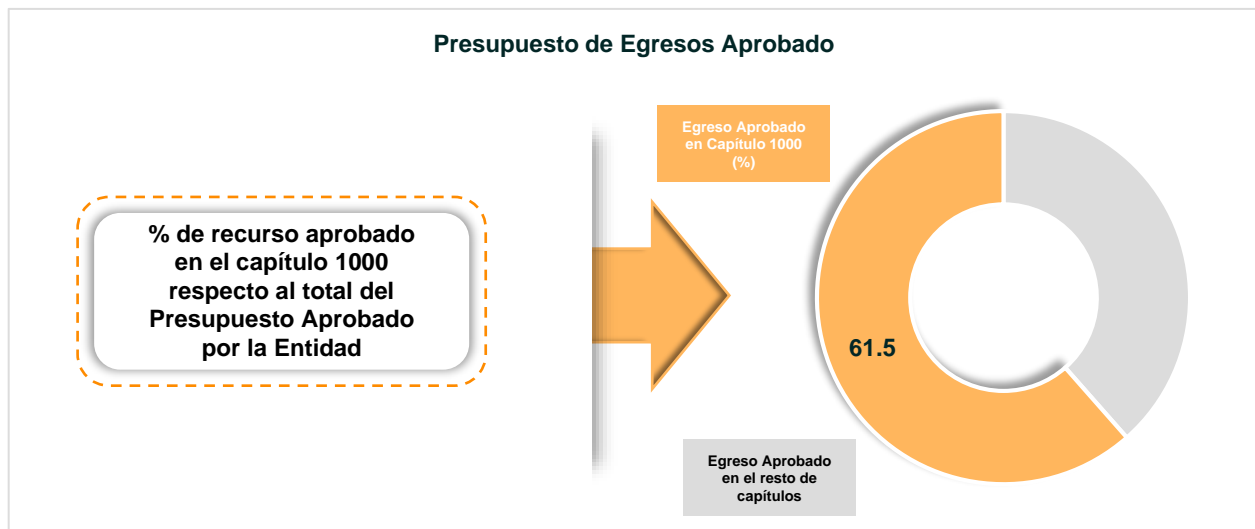 Presupuesto de Egresos Aprobado
% de recurso aprobado
en el capítulo 1000
respecto al total del
Presupuesto Aprobado
por la Entidad
Egreso Aprobado
en Capítulo 1000
(%)
61.5
Egreso Aprobado
en el resto de
capítulos